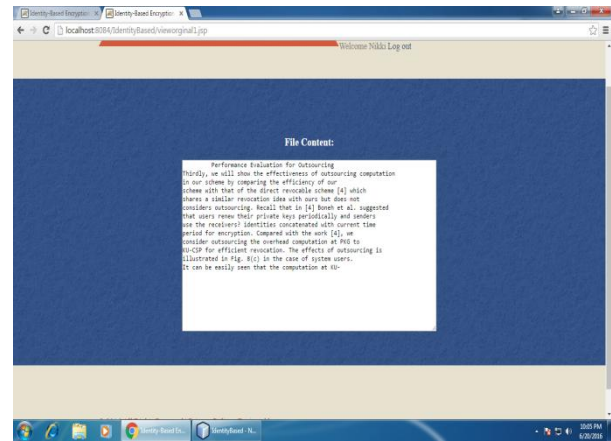 Identity-Based Encryption
Identity-Based Encryption
localhost:8084/IdentityBased/vieworginal1.jsp
Welcome Nikki Log out
File Content:
Performance Evaluation for Outsourcing
Thirdly, we will show the effectiveness of outsourcing computation
in our scheme by comparing the efficiency of our
scheme with that of the direct revocable scheme [4] which
shares a similar revocation idea with ours but does not
considers outsourcing. Recall that in [4] Boneh et al. suggested
that users renew their private keys periodically and senders
use the receivers? identities concatenated with current time
period for encryption. Compared with the work [4], we
consider outsourcing the overhead computation at PKG to
KU-CSP for efficient revocation. The effects of outsourcing is
illustrated in Fig. 8(c) in the case of system users.
It can be easily seen that the computation at KU-
Identity-Based En...
IdentityBased - N...
10:05 PM
6/20/2016